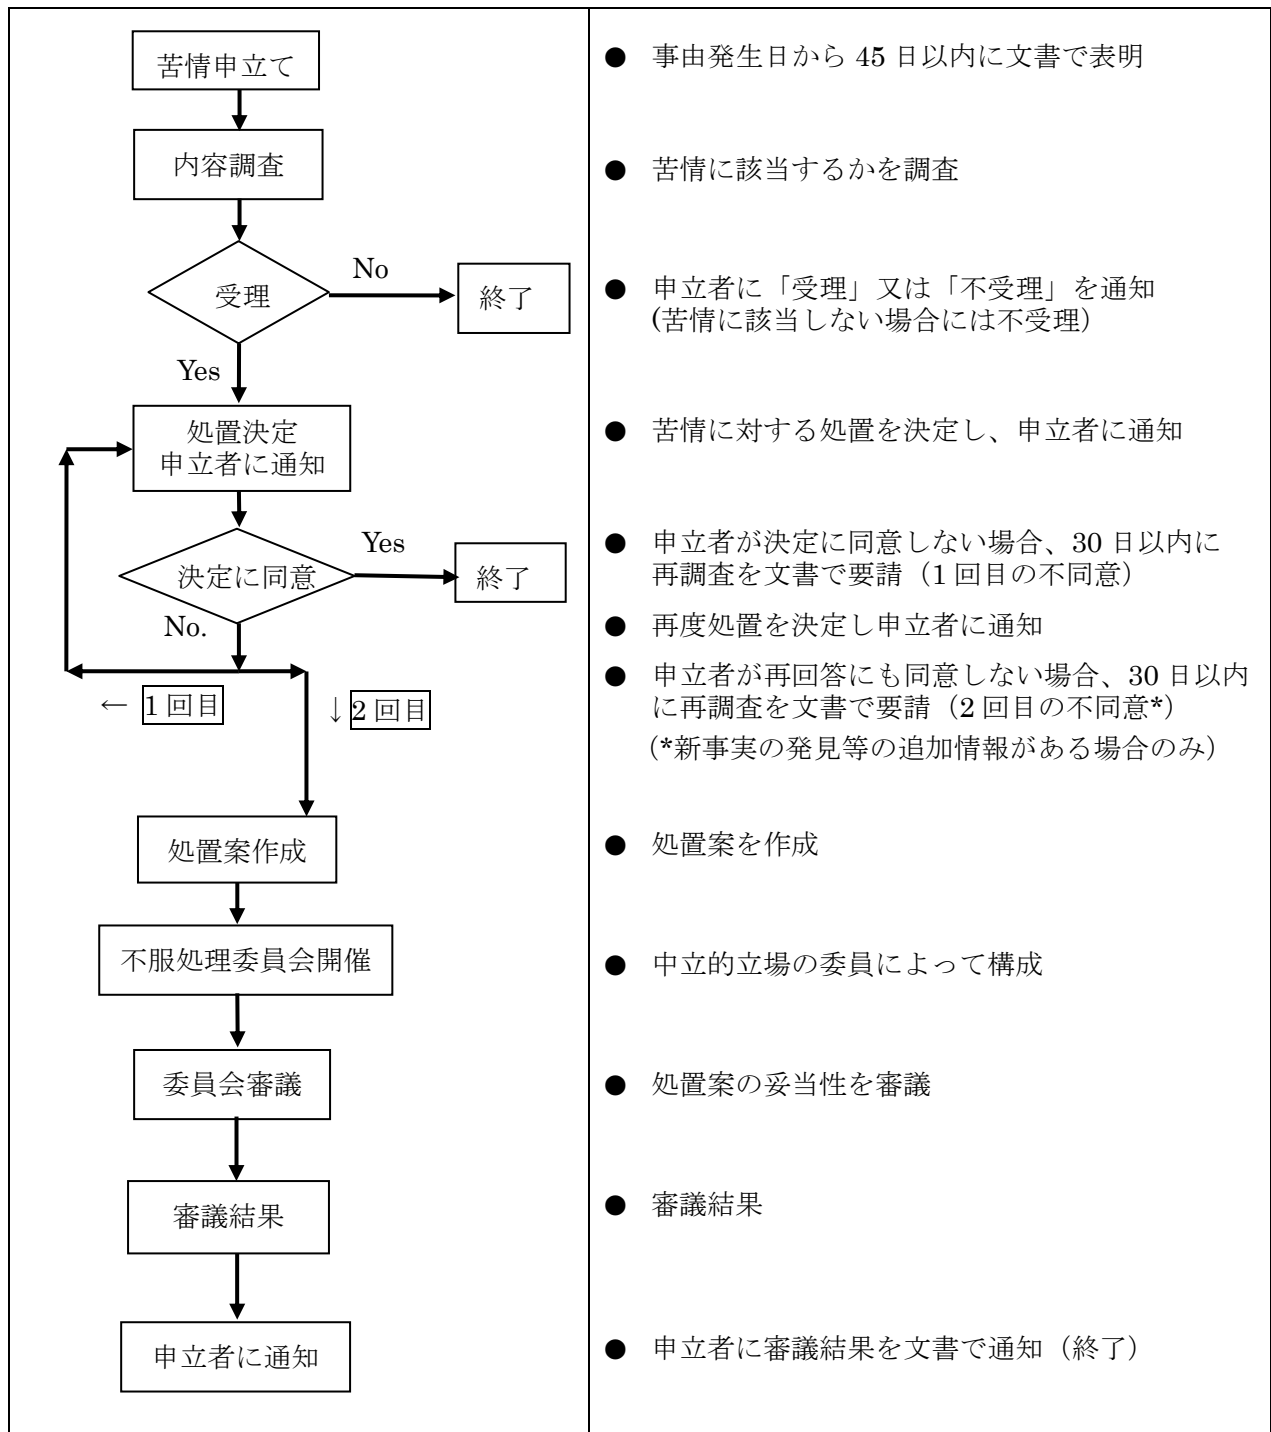 苦情申立て
● 事由発生日から 45 日以内に文書で表明
内容調査
● 苦情に該当するかを調査
受理
No
終了
● 申立者に「受理」又は「不受理」を通知
(苦情に該当しない場合には不受理）
Yes
処置決定
申立者に通知
● 苦情に対する処置を決定し、申立者に通知
決定に同意
Yes
終了
● 申立者が決定に同意しない場合、30 日以内に
再調査を文書で要請（1 回目の不同意）
No.
● 再度処置を決定し申立者に通知
← 1 回目
↓ 2 回目
● 申立者が再回答にも同意しない場合、30 日以内
に再調査を文書で要請（2 回目の不同意*）
（*新事実の発見等の追加情報がある場合のみ）
処置案作成
● 処置案を作成
不服処理委員会開催
● 中立的立場の委員によって構成
委員会審議
● 処置案の妥当性を審議
審議結果
● 審議結果
申立者に通知
● 申立者に審議結果を文書で通知（終了）